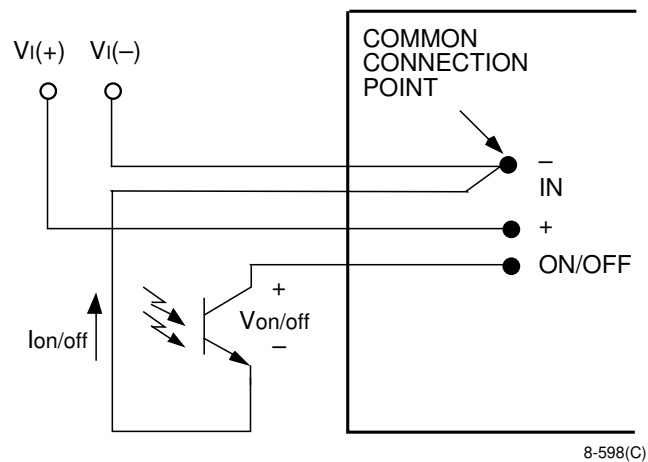 VI(+) VI(–)
COMMON
CONNECTION
POINT
–
IN
+
ON/OFF
+
Von/off
–
Ion/off
8-598(C)